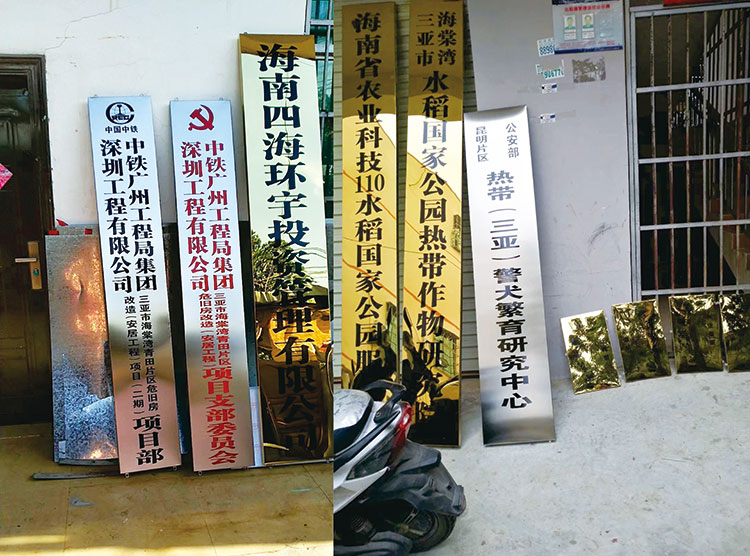 中国中铁
中铁广州工程局集团
深圳工程有限公司
三亚市海棠湾青田片区危旧房
改造(安居工程)项目(二期)
项目部
中铁广州工程局集团
深圳工程有限公司
三亚市海棠湾青田片区
危旧房改造(安居工程)
项目支部委员会
海南四海环宇投资管理有限公司
海南省农业科技110水稻国家公园服
海棠湾
三亚市
水稻国家公园热带作物研究
公安部
昆明片区
热带(三亚)警犬繁育研究中心